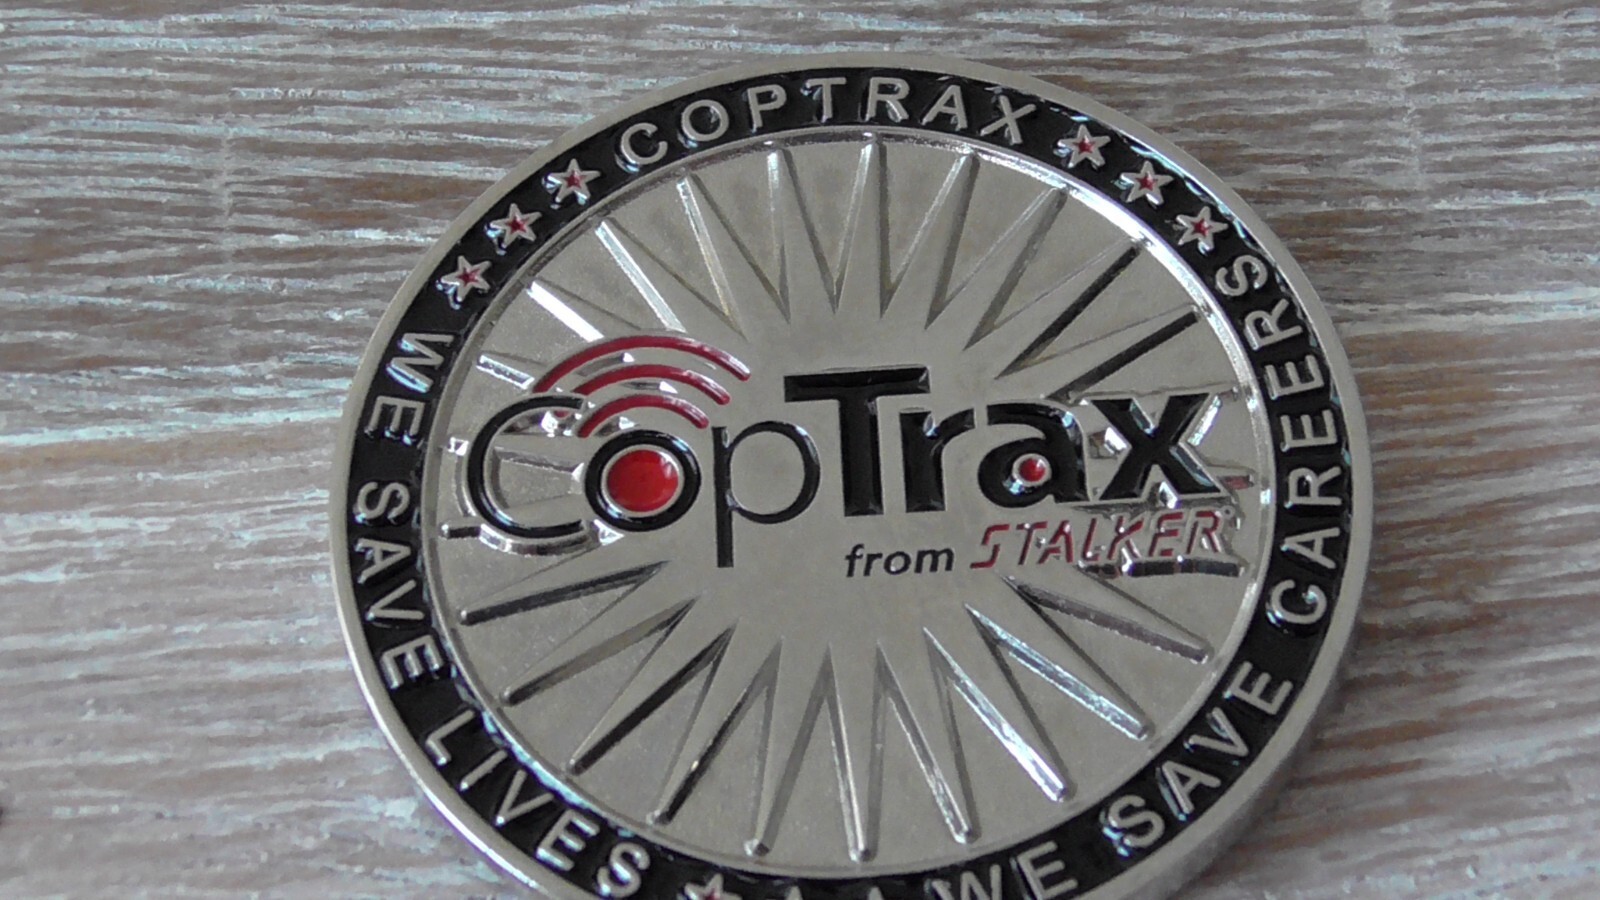 COPTRAX
CopTrax
from STALKER®
WE SAVE LIVES
WE SAVE CAREERS